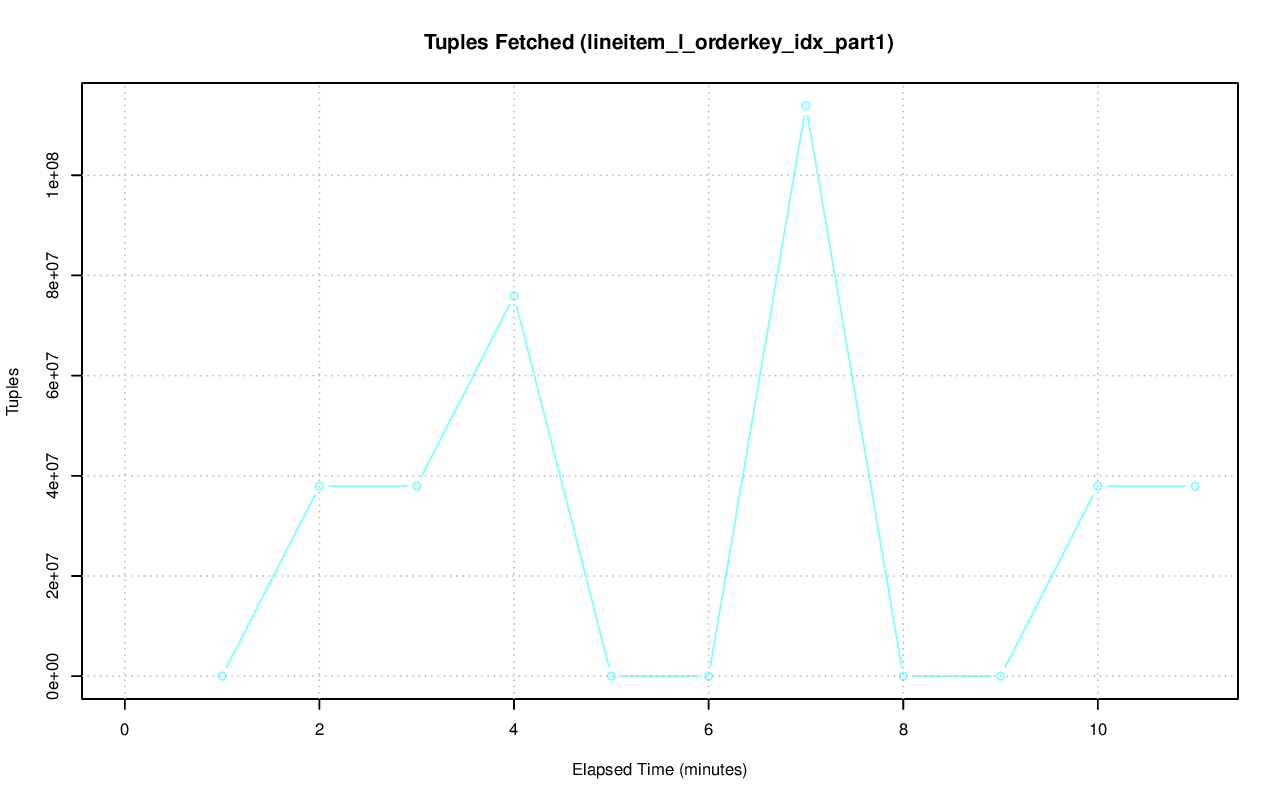 Tuples Fetched (lineitem_l_orderkey_idx_part1)
Tuples
1e+08
8e+07
6e+07
4e+07
2e+07
0e+00
0 2 4 6 8 10
Elapsed Time (minutes)